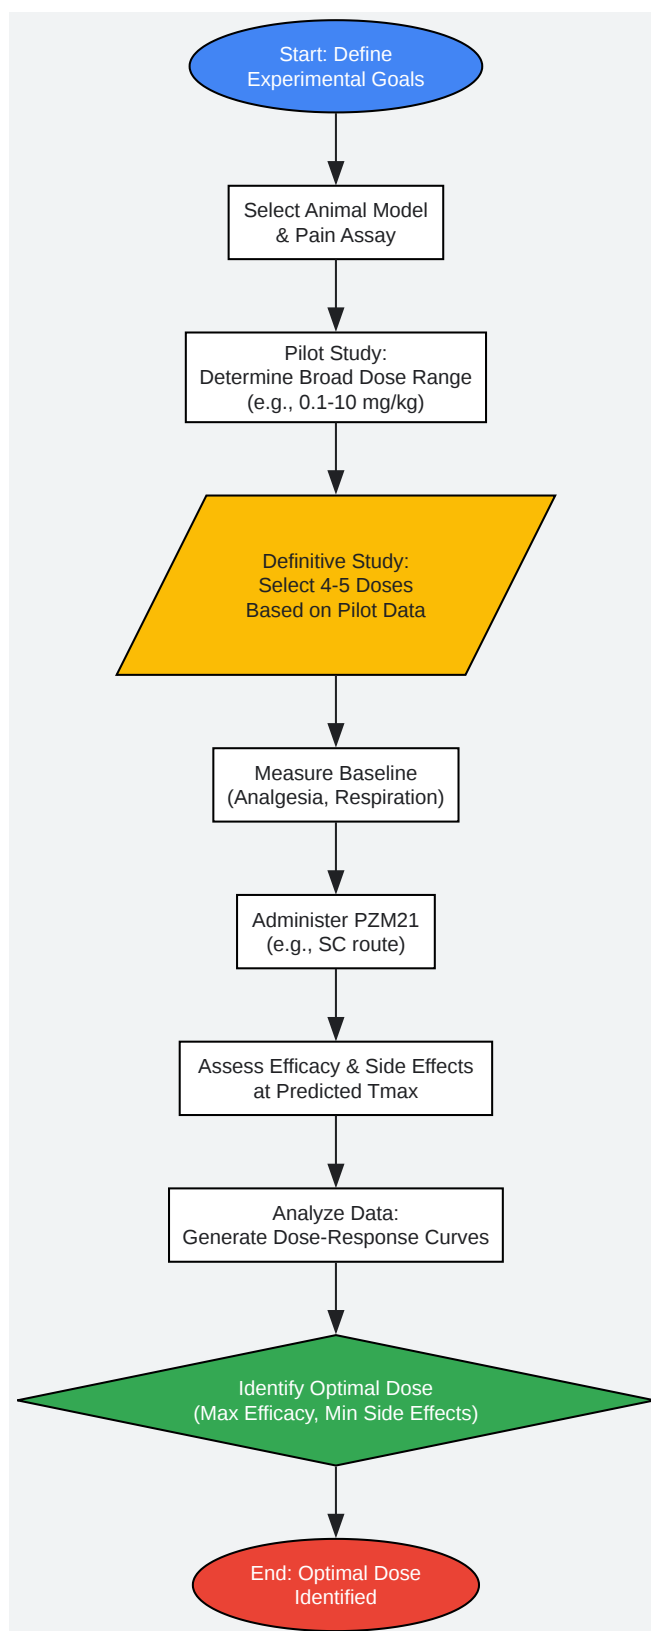 Start: Define
Experimental Goals
Select Animal Model
& Pain Assay
Pilot Study:
Determine Broad Dose Range
(e.g., 0.1-10 mg/kg)
Definitive Study:
Select 4-5 Doses
Based on Pilot Data
Measure Baseline
(Analgesia, Respiration)
Administer PZM21
(e.g., SC route)
Assess Efficacy & Side Effects
at Predicted Tmax
Analyze Data:
Generate Dose-Response Curves
Identify Optimal Dose
(Max Efficacy, Min Side Effects)
End: Optimal Dose
Identified